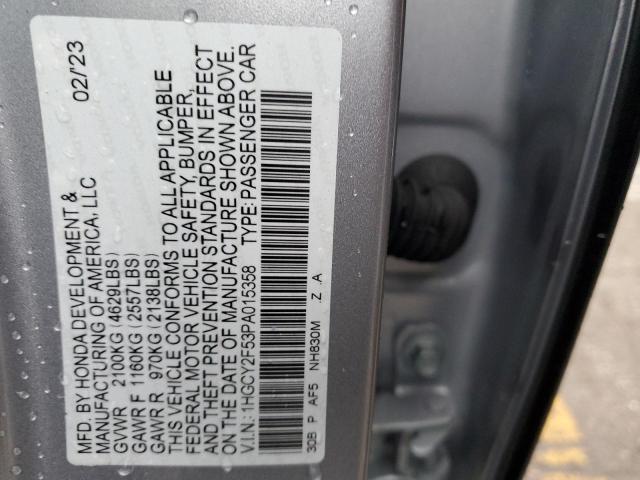 MFD. BY HONDA DEVELOPMENT & 02/'23
MANUFACTURING OF AMERICA, LLC
GVWR 2100KG (4629LBS)
GAWR F 1160KG (2557LBS)
GAWR R 970KG (2138LBS)
THIS VEHICLE CONFORMS TO ALL APPLICABLE
FEDERAL MOTOR VEHICLE SAFETY, BUMPER,
AND THEFT PREVENTION STANDARDS IN EFFECT
ON THE DATE OF MANUFACTURE SHOWN ABOVE.
V.I.N.: 1HGCY2F53PA015358 TYPE: PASSENGER CAR
30B P AF5 NH830M Z A